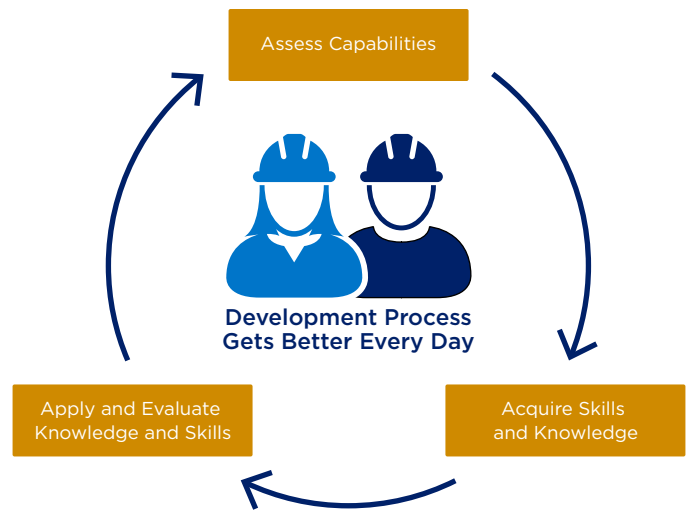 Assess Capabilities
Development Process
Gets Better Every Day
Apply and Evaluate
Knowledge and Skills
Acquire Skills
and Knowledge